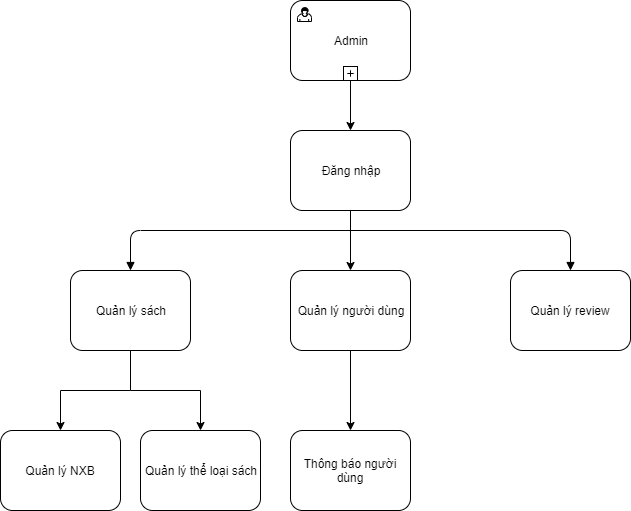 Admin
Đăng nhập
Quản lý sách
Quản lý người dùng
Quản lý review
Quản lý NXB
Quản lý thể loại sách
Thông báo người
dùng